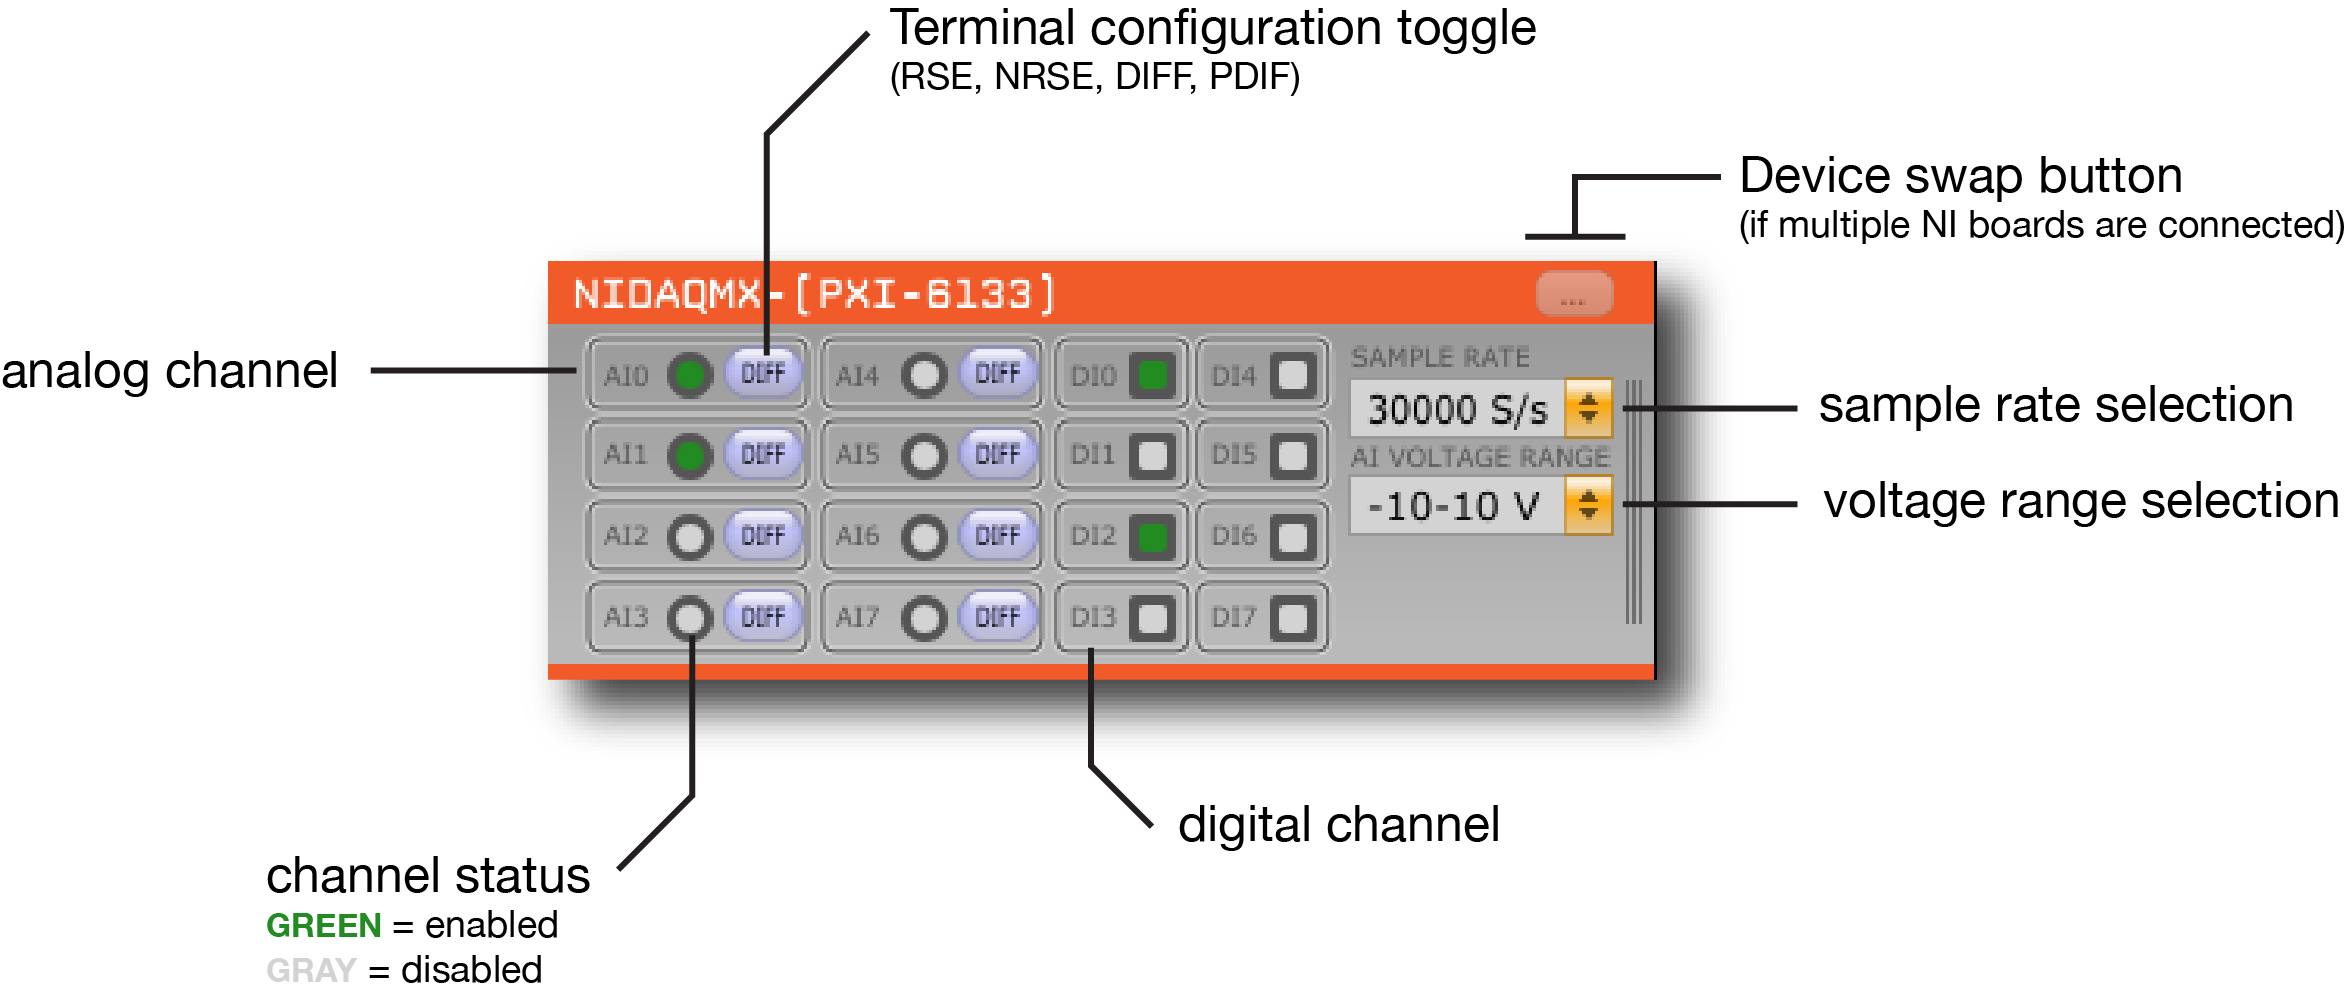 Terminal configuration toggle
(RSE, NRSE, DIFF, PDIF)
Device swap button
(if multiple NI boards are connected)
NIDAQMX-[PXI-6133]
...
analog channel
AI0 DIFF AI4 DIFF DI0 DI4
SAMPLE RATE
30000 S/s
sample rate selection
AI1 DIFF AI5 DIFF DI1 DI5
AI VOLTAGE RANGE
-10-10 V
voltage range selection
AI2 DIFF AI6 DIFF DI2 DI6
AI3 DIFF AI7 DIFF DI3 DI7
digital channel
channel status
GREEN = enabled
GRAY = disabled